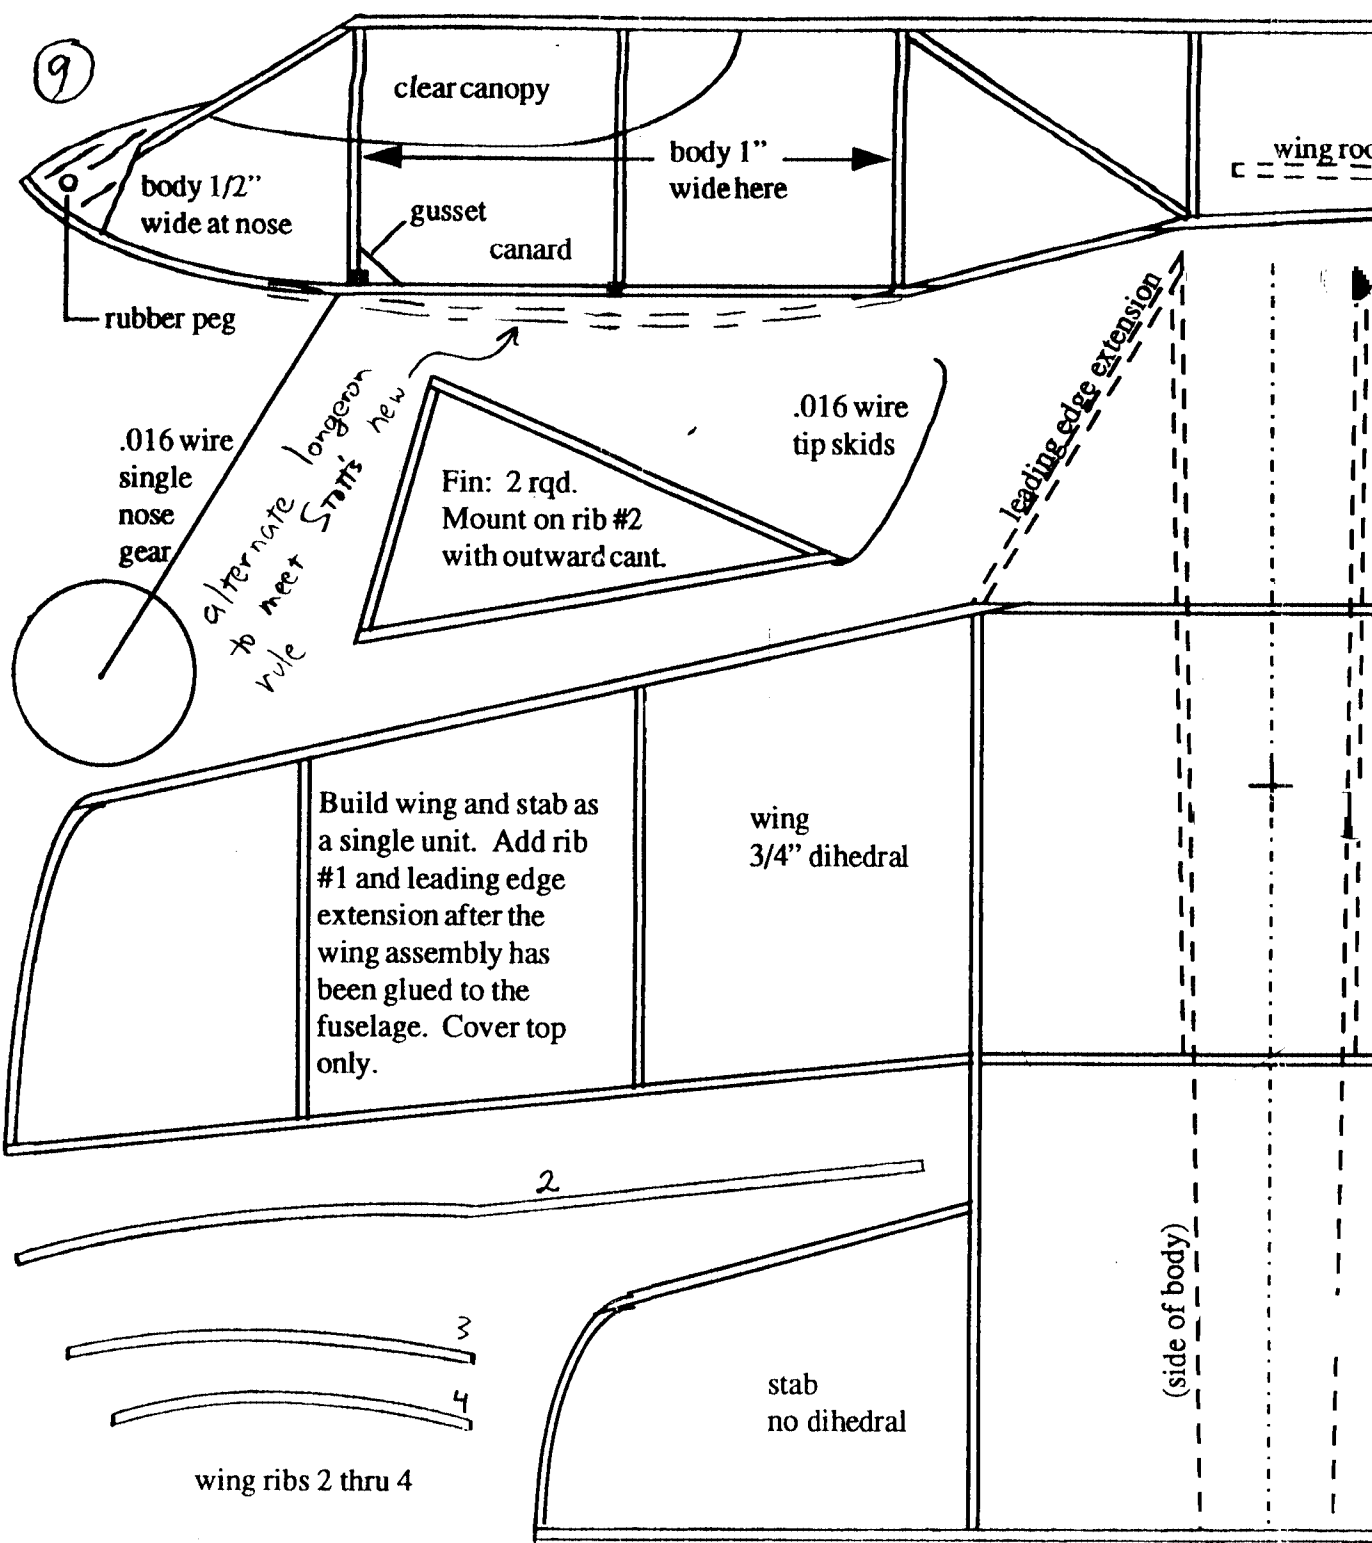 9
clear canopy
body 1"
wide here
wing roo
body 1/2"
wide at nose
gusset
canard
rubber peg
leading edge extension
.016 wire
single
nose
gear
alternate longeron
to meet Stott's new
rule
.016 wire
tip skids
Fin: 2 rqd.
Mount on rib #2
with outward cant.
Build wing and stab as
a single unit. Add rib
#1 and leading edge
extension after the
wing assembly has
been glued to the
fuselage. Cover top
only.
wing
3/4" dihedral
2
3
4
wing ribs 2 thru 4
(side of body)
stab
no dihedral